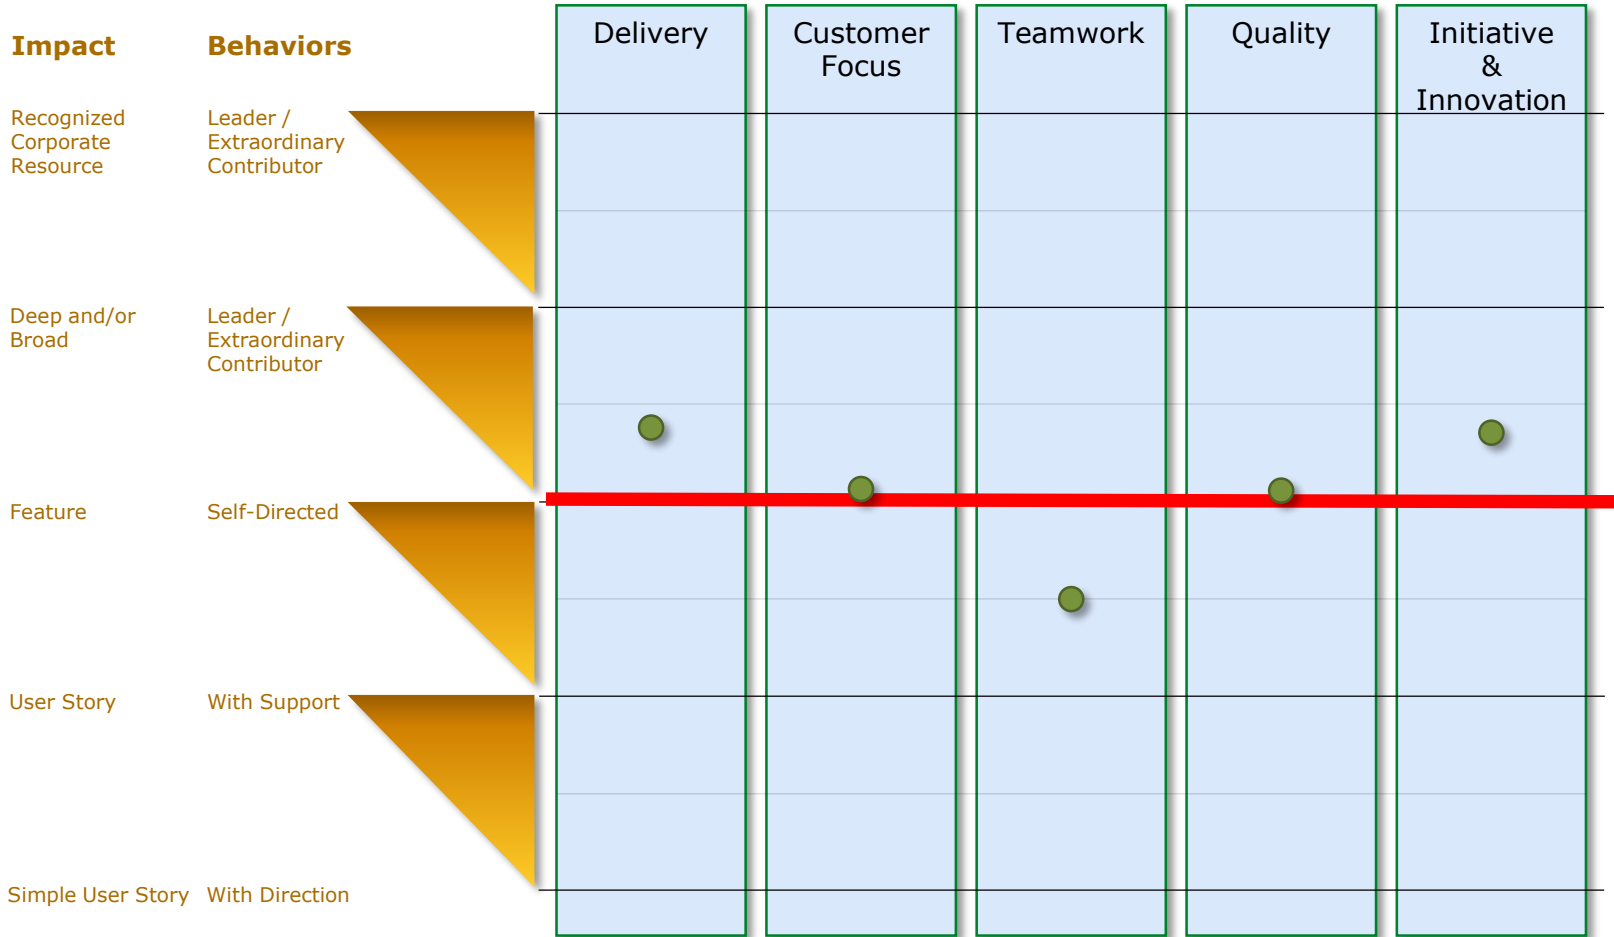 Impact
Behaviors
Delivery
Customer
Focus
Teamwork
Quality
Initiative
&
Innovation
Recognized
Corporate
Resource
Leader /
Extraordinary
Contributor
Deep and/or
Broad
Leader /
Extraordinary
Contributor
Feature
Self-Directed
User Story
With Support
Simple User Story
With Direction